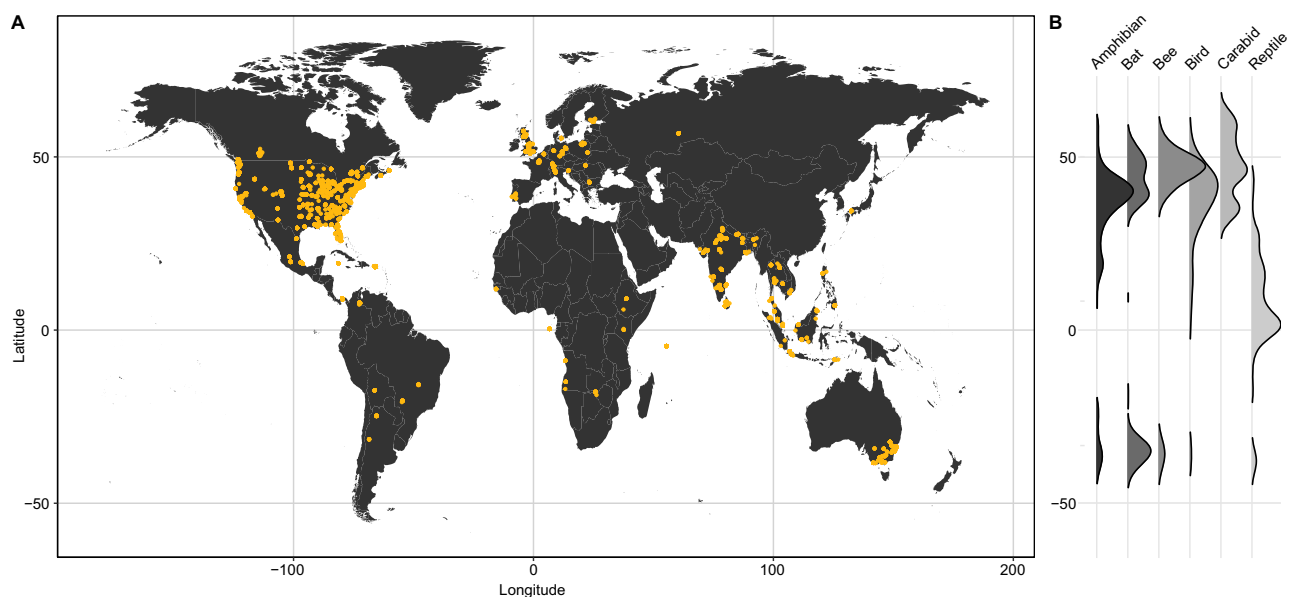 A
Latitude
50
0
−50
−100
0
100
200
Longitude
B
Amphibian
Bat
Bee
Bird
Carabid
Reptile
50
0
−50